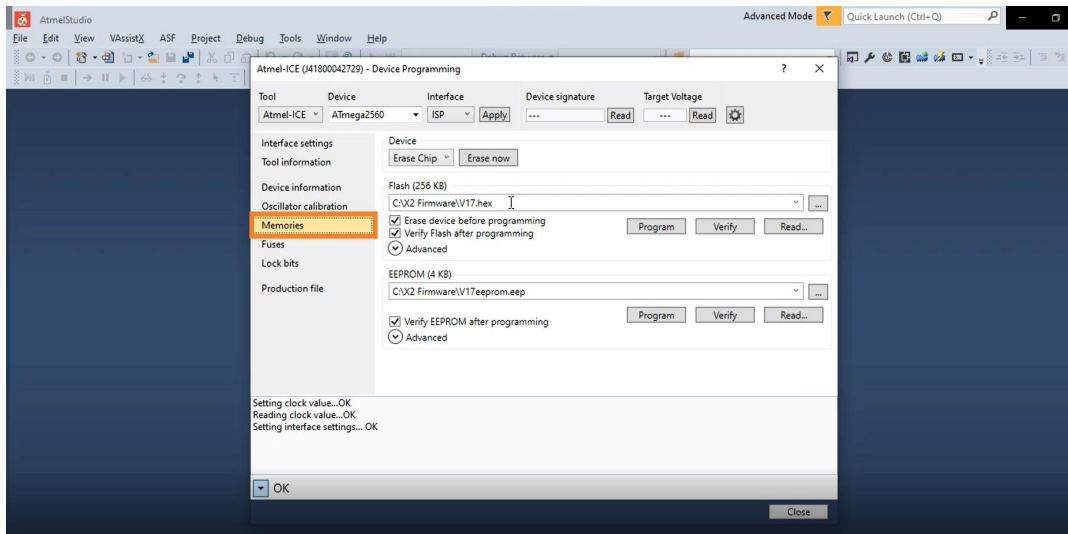 AtmelStudio
Advanced Mode
Quick Launch (Ctrl+Q)
File Edit View VAssistX ASF Project Debug Tools Window Help
Atmel-ICE (J41800042729) - Device Programming
Tool Device Interface Device signature Target Voltage
Atmel-ICE ATmega2560 ISP Apply --- Read --- Read
Interface settings
Tool information
Device information
Oscillator calibration
Memories
Fuses
Lock bits
Production file
Device
Erase Chip Erase now
Flash (256 KB)
C:\X2 Firmware\V17.hex ...
Erase device before programming
Verify Flash after programming
Program Verify Read...
Advanced
EEPROM (4 KB)
C:\X2 Firmware\V17eeprom.eep ...
Program Verify Read...
Verify EEPROM after programming
Advanced
Setting clock value...OK
Reading clock value...OK
Setting interface settings... OK
OK
Close